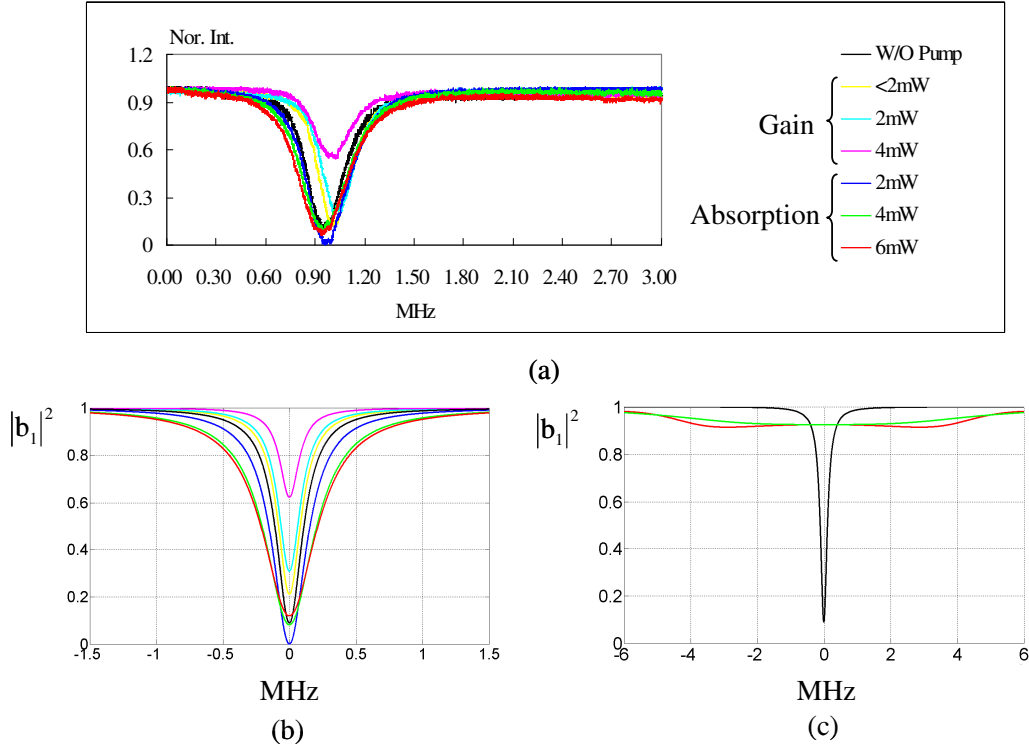 Nor. Int.
1.2
0.9
0.6
0.3
0
0.00 0.30 0.60 0.90 1.20 1.50 1.80 2.10 2.40 2.70 3.00
MHz
W/O Pump
Gain
<2mW
2mW
4mW
Absorption
2mW
4mW
6mW
(a)
|b₁|²
1
0.8
0.6
0.4
0.2
0
-1.5 -1 -0.5 0 0.5 1 1.5
MHz
(b)
|b₁|²
1
0.8
0.6
0.4
0.2
0
-6 -4 -2 0 2 4 6
MHz
(c)